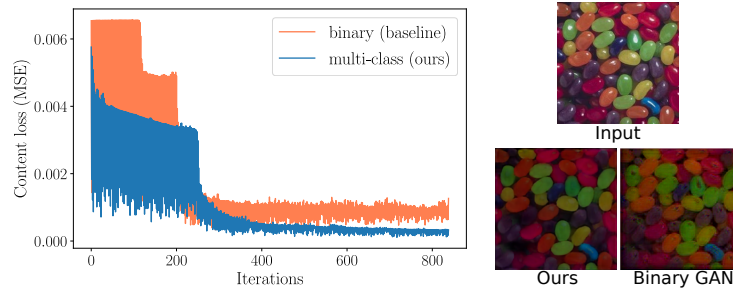 0.006
0.004
0.002
0.000
Content loss (MSE)
0
200
400
600
800
Iterations
binary (baseline)
multi-class (ours)
Input
Ours
Binary GAN